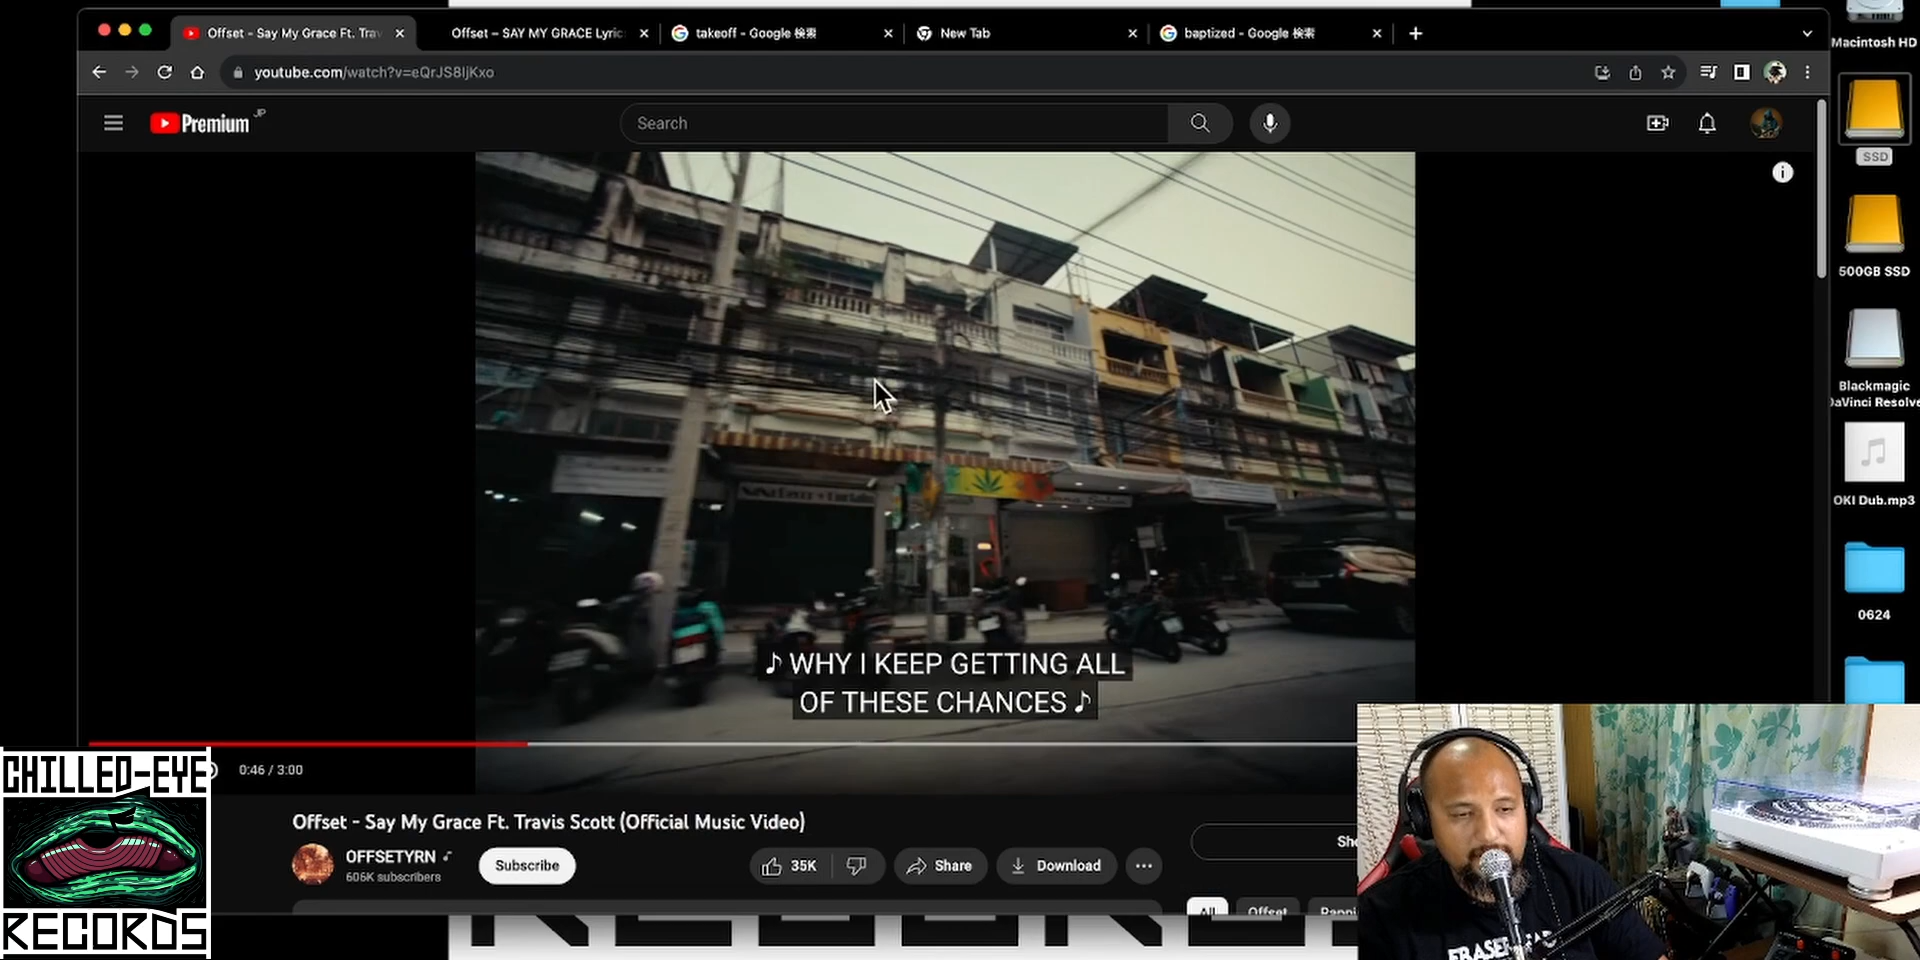 Offset - Say My Grace Ft. Trav
Offset – SAY MY GRACE Lyric
takeoff - Google 検索
New Tab
baptized - Google 検索
youtube.com/watch?v=eQrJS8IjKxo
Premium JP
Search
Macintosh HD
SSD
500GB SSD
Blackmagic
DaVinci Resolve
OKI Dub.mp3
0624
♪ WHY I KEEP GETTING ALL
OF THESE CHANCES ♪
0:46 / 3:00
CHILLED-EYE
RECORDS
Offset - Say My Grace Ft. Travis Scott (Official Music Video)
OFFSETYRN
606K subscribers
Subscribe
35K
Share
Download
Sho
All
Offset